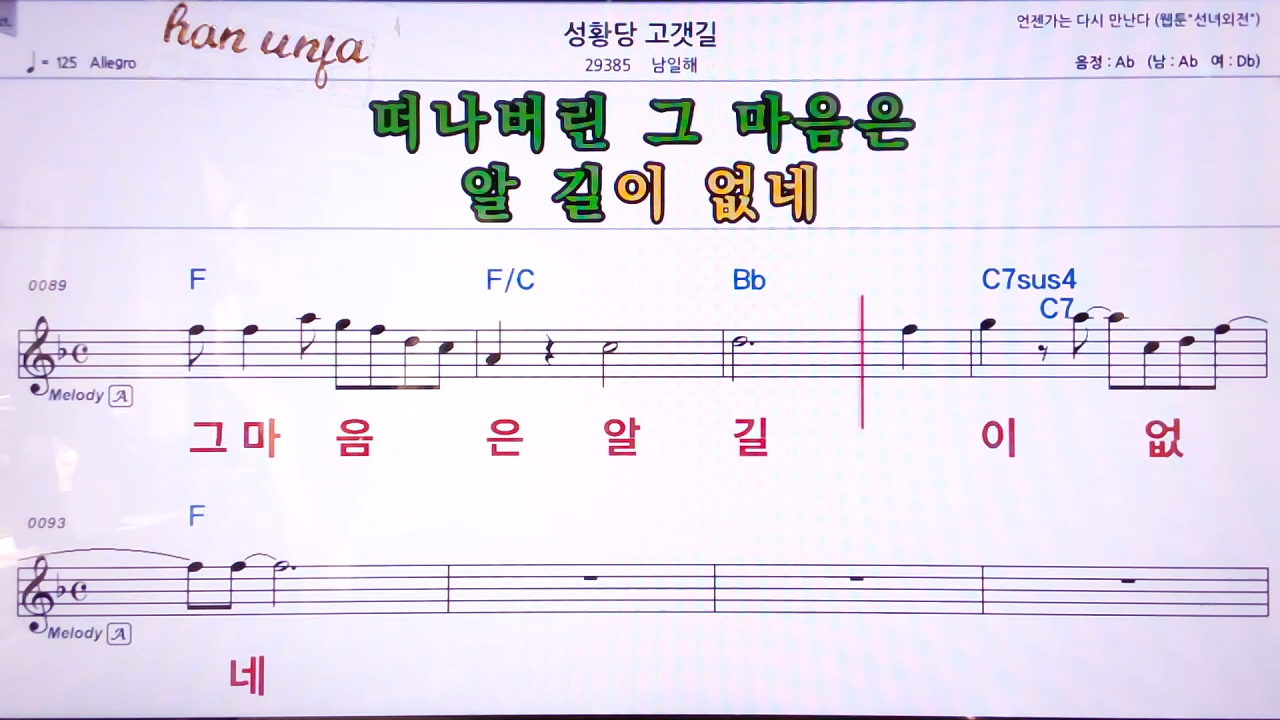 han unja
성황당 고갯길
언젠가는 다시 만난다 (웹툰"선녀외전")
♩= 125 Allegro
29385 남일해
음정 : Ab (남 : Ab 여 : Db)
떠나버린 그 마음은
알 길이 없네
0089 F F/C Bb C7sus4
C7
Melody A
그 마 음 은 알 길 이 없
0093 F
Melody A
네